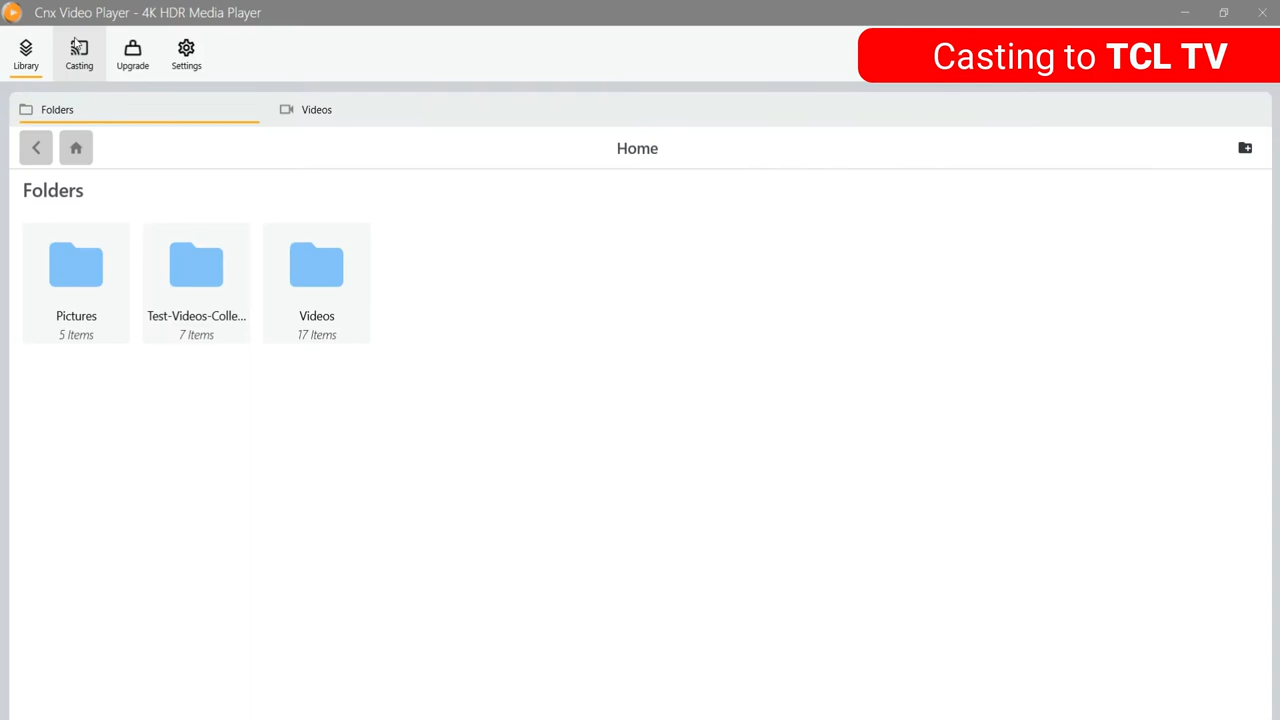 Cnx Video Player - 4K HDR Media Player
Library
Casting
Upgrade
Settings
Casting to TCL TV
Folders
Videos
Home
Folders
Pictures
5 Items
Test-Videos-Colle...
7 Items
Videos
17 Items